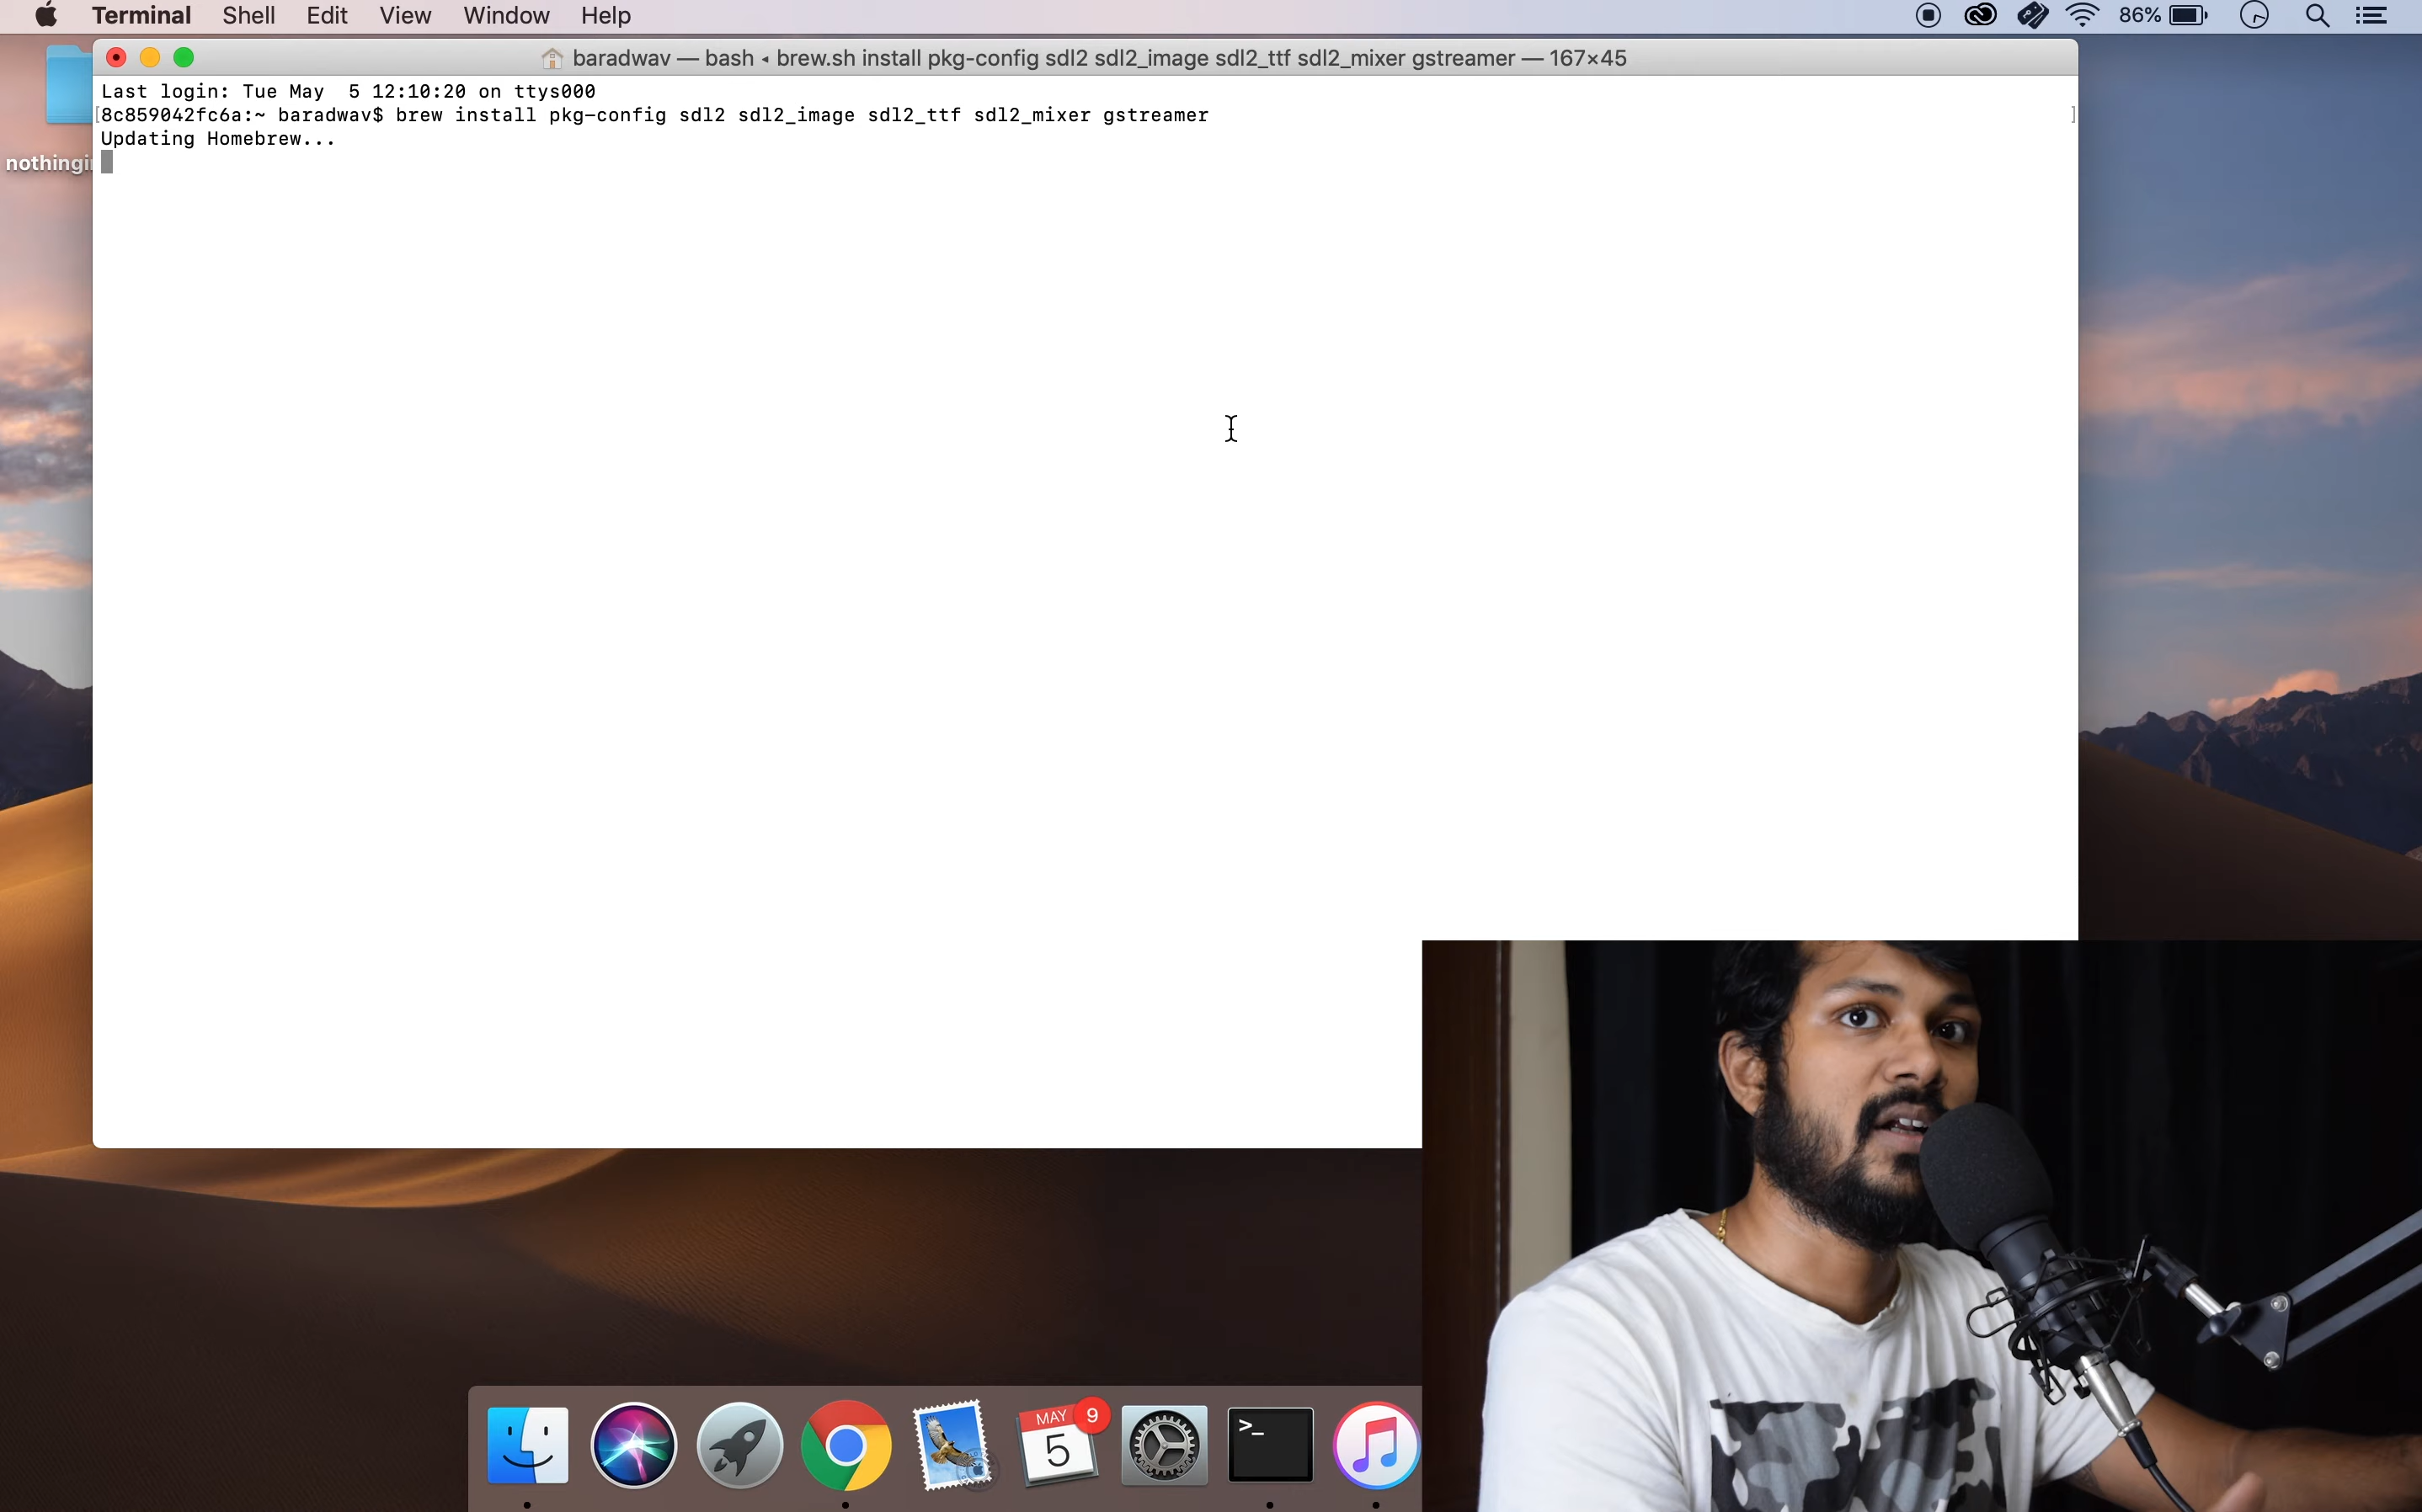 Terminal Shell Edit View Window Help 86%
baradwav — bash ◂ brew.sh install pkg-config sdl2 sdl2_image sdl2_ttf sdl2_mixer gstreamer — 167×45
Last login: Tue May  5 12:10:20 on ttys000
[8c859042fc6a:~ baradwav$ brew install pkg-config sdl2 sdl2_image sdl2_ttf sdl2_mixer gstreamer ]
Updating Homebrew...
nothingi
>_
MAY 9
5